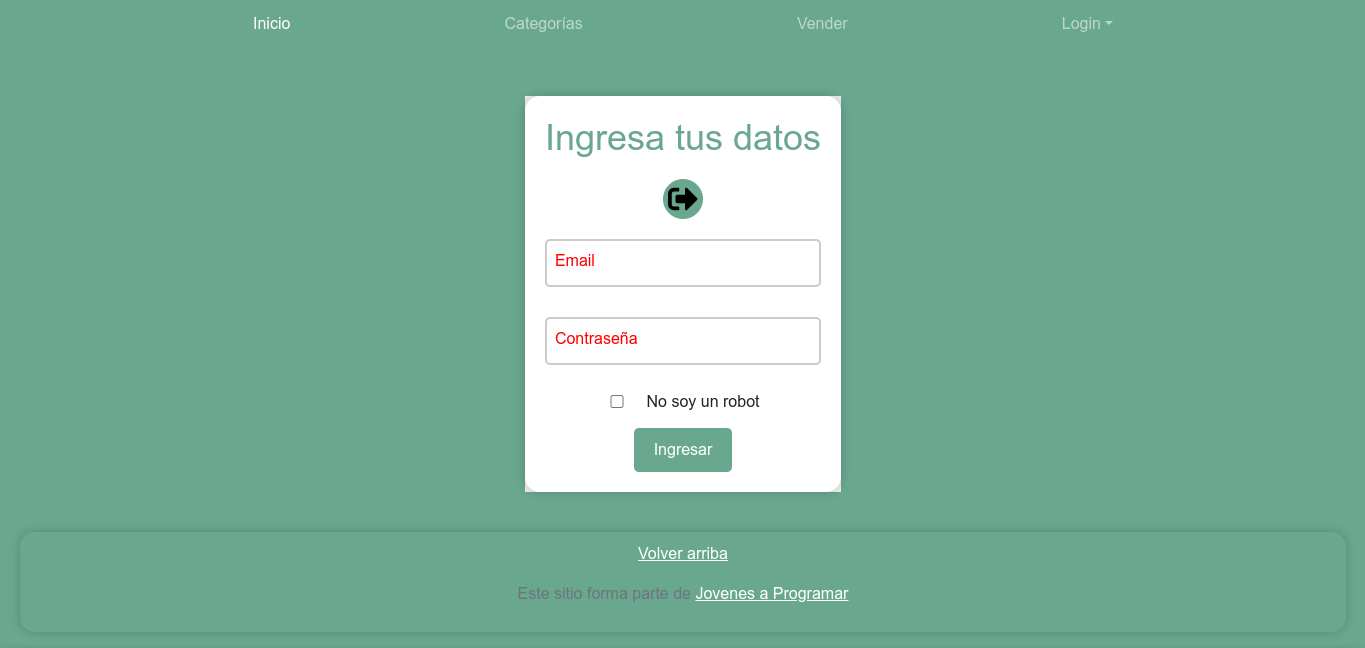 Inicio Categorías Vender Login
Ingresa tus datos
Email
Contraseña
No soy un robot
Ingresar
Volver arriba
Este sitio forma parte de Jovenes a Programar